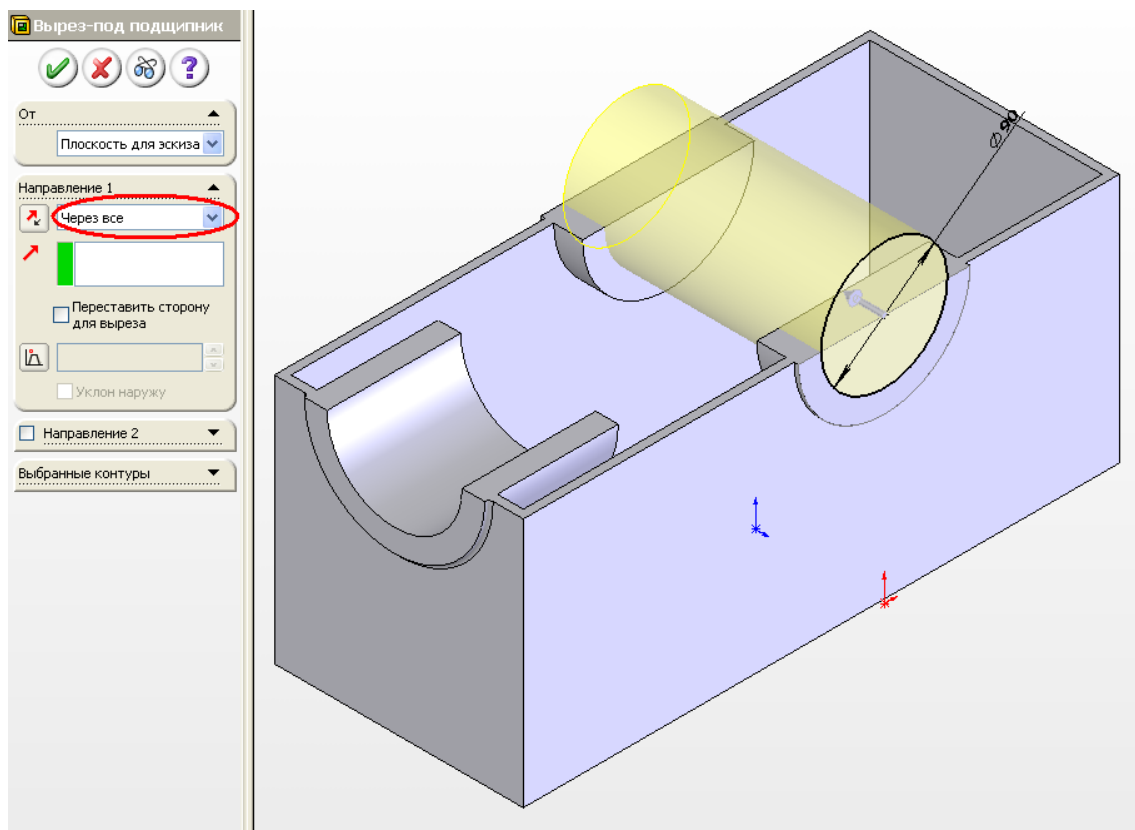 Вырез-под подщипник
?
От
Плоскость для эскиза
Направление 1
Через все
Переставить сторону
для выреза
Уклон наружу
Направление 2
Выбранные контуры
Ø 90